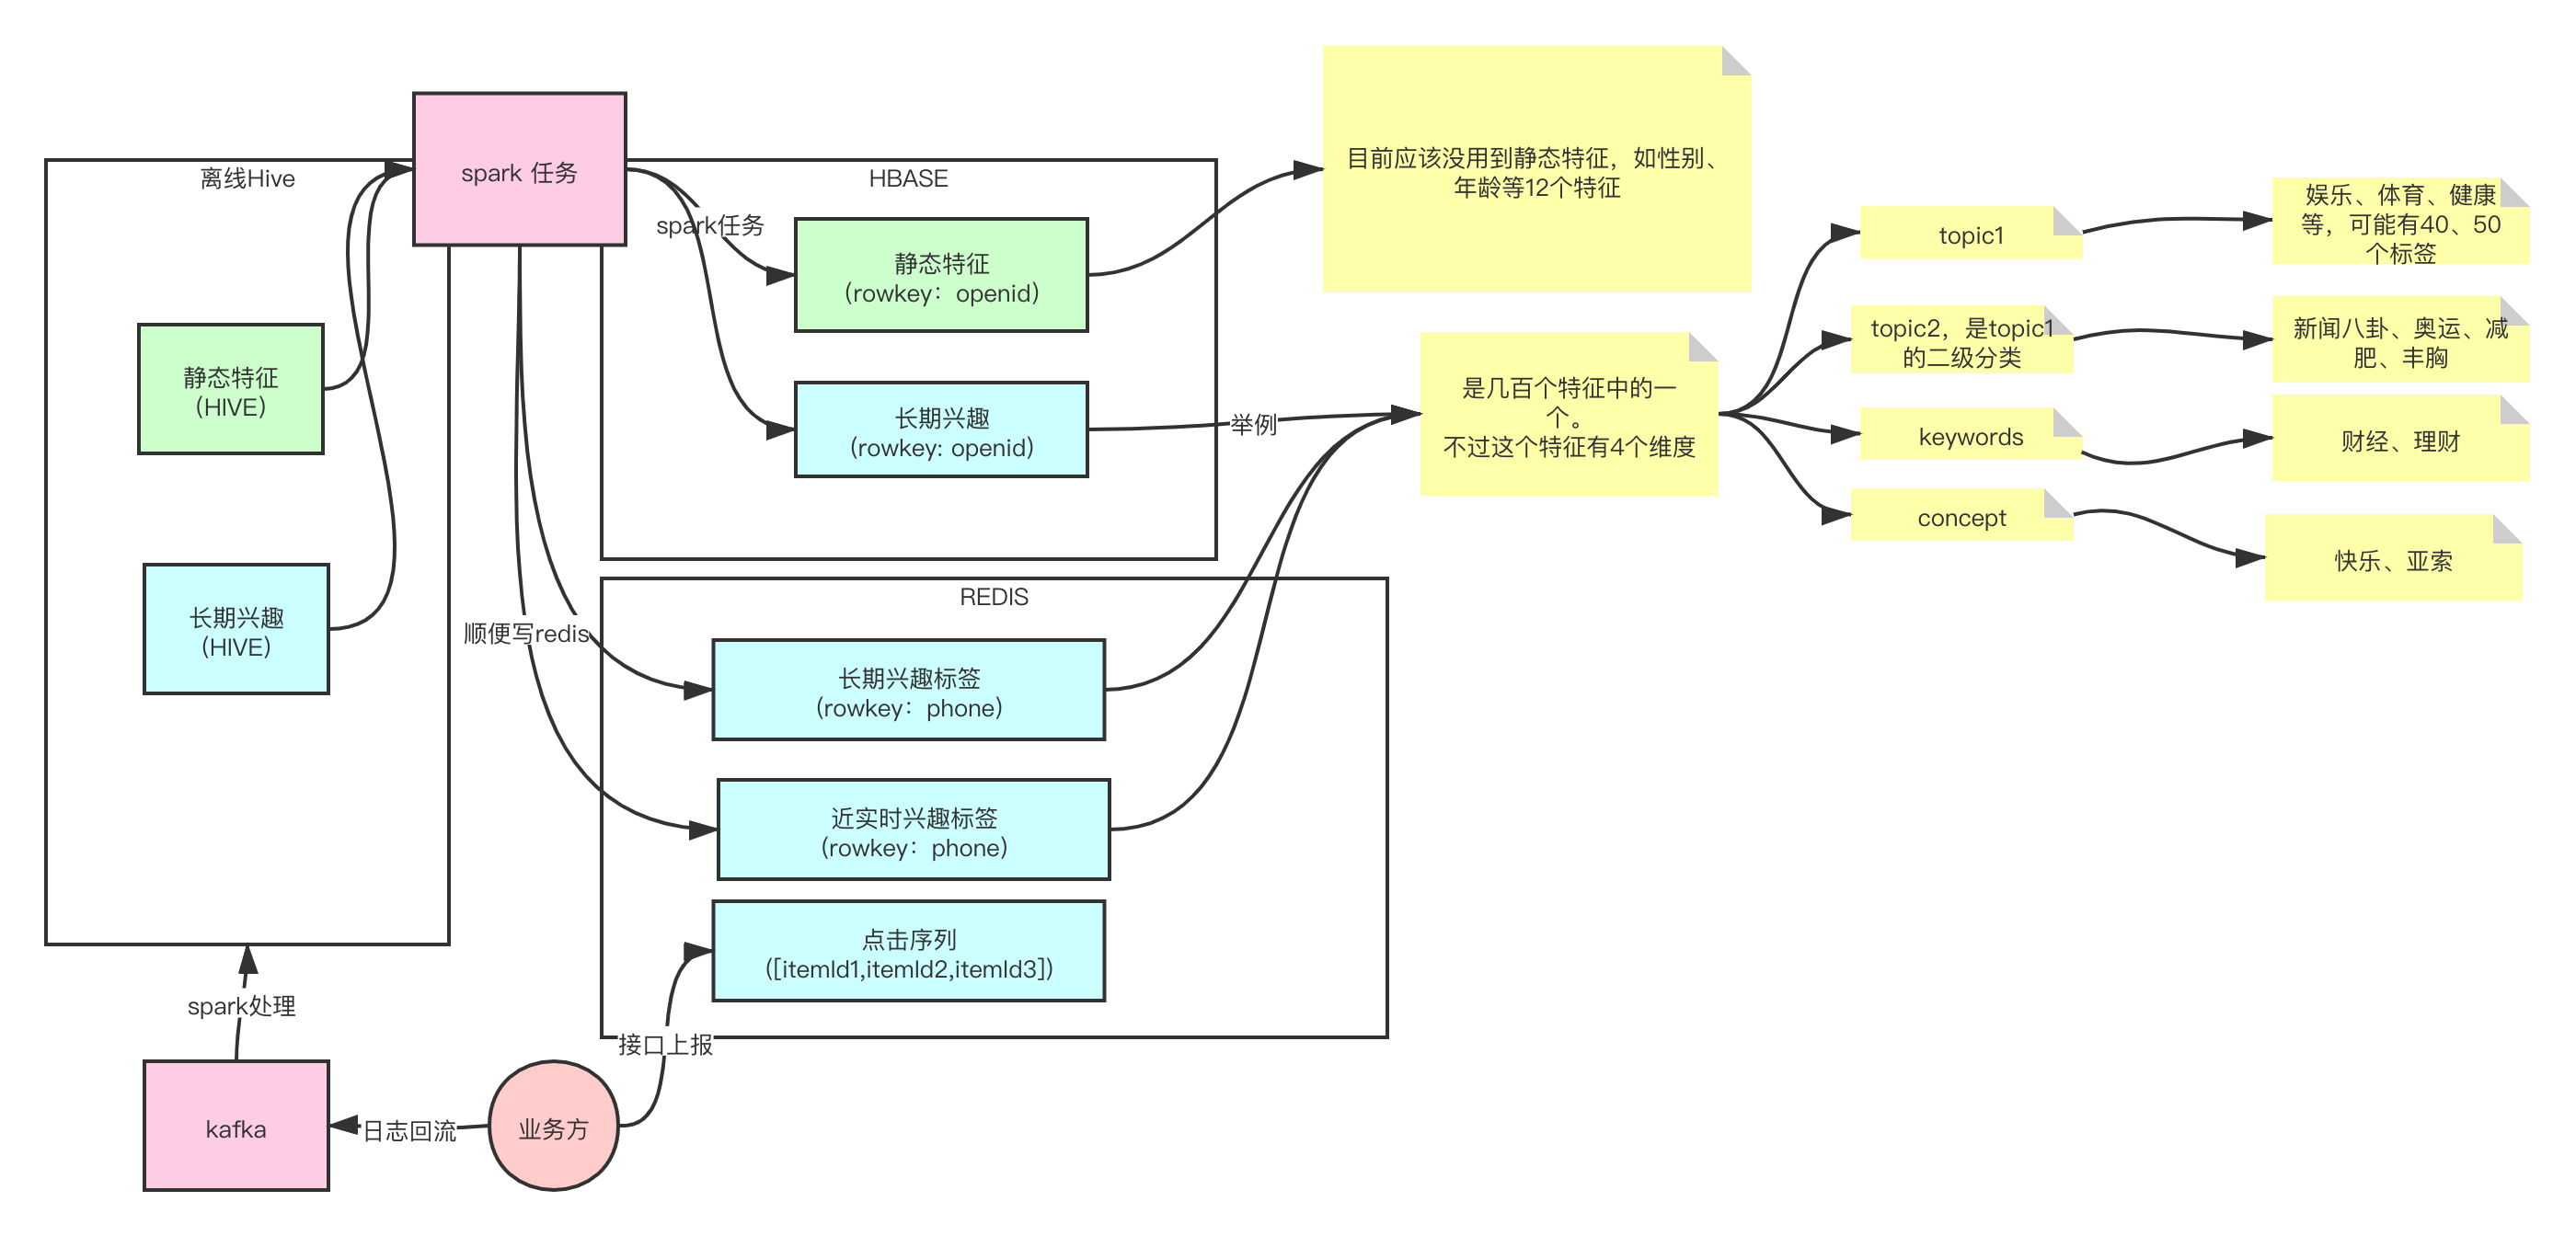 离线Hive
静态特征
（HIVE）
长期兴趣
（HIVE）
spark 任务
spark任务
HBASE
静态特征
（rowkey：openid）
长期兴趣
(rowkey: openid)
举例
目前应该没用到静态特征，如性别、
年龄等12个特征
是几百个特征中的一
个。
不过这个特征有4个维度
topic1
娱乐、体育、健康
等，可能有40、50
个标签
topic2，是topic1
的二级分类
新闻八卦、奥运、减
肥、丰胸
keywords
财经、理财
concept
快乐、亚索
顺便写redis
REDIS
长期兴趣标签
（rowkey：phone）
近实时兴趣标签
（rowkey：phone）
点击序列
([itemId1,itemId2,itemId3])
接口上报
spark处理
kafka
日志回流
业务方